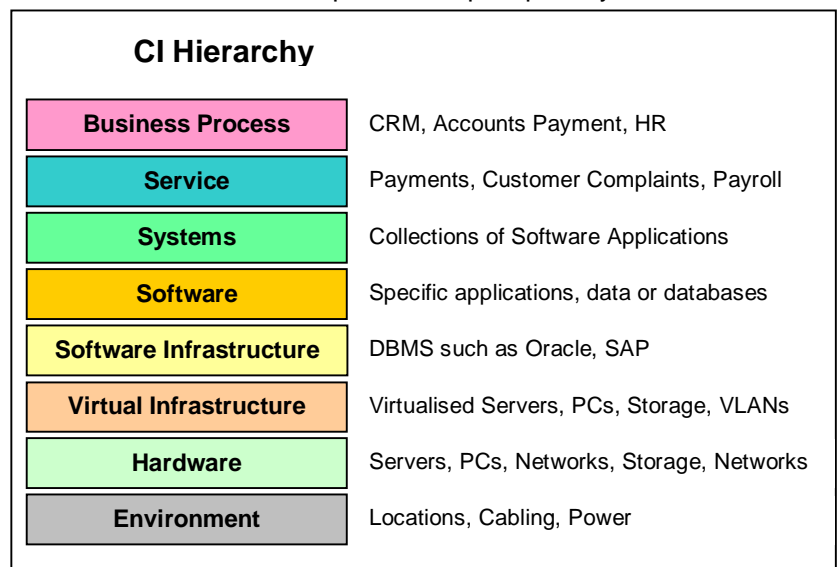 CI Hierarchy
Business Process CRM, Accounts Payment, HR
Service Payments, Customer Complaints, Payroll
Systems Collections of Software Applications
Software Specific applications, data or databases
Software Infrastructure DBMS such as Oracle, SAP
Virtual Infrastructure Virtualised Servers, PCs, Storage, VLANs
Hardware Servers, PCs, Networks, Storage, Networks
Environment Locations, Cabling, Power